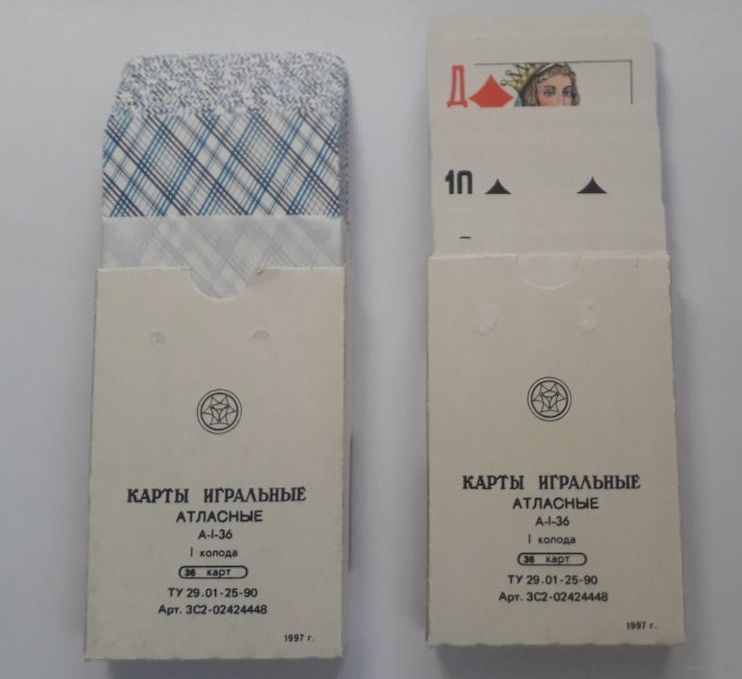 КАРТЫ ИГРАЛЬНЫЕ
АТЛАСНЫЕ
А-I-36
I колода
36 карт
ТУ 29.01-25-90
Арт. 3С2-02424448
1997 г.
Д
10
КАРТЫ ИГРАЛЬНЫЕ
АТЛАСНЫЕ
А-I-36
I колода
36 карт
ТУ 29.01-25-90
Арт. 3С2-02424448
1997 г.